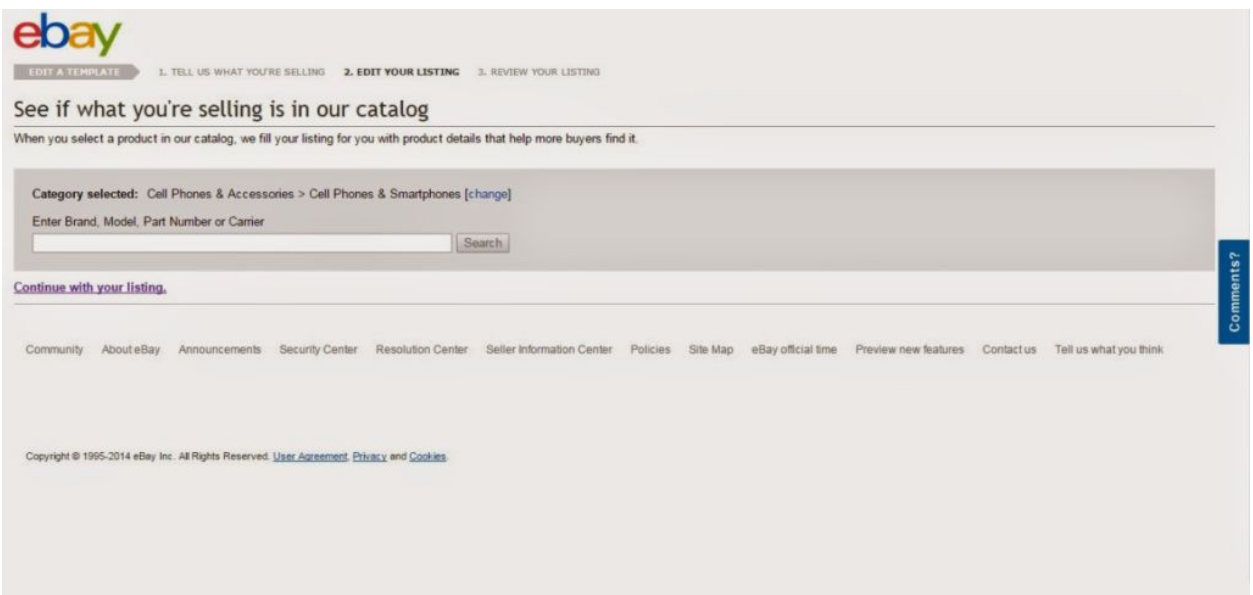 ebay
EDIT A TEMPLATE 1. TELL US WHAT YOU'RE SELLING 2. EDIT YOUR LISTING 3. REVIEW YOUR LISTING
See if what you're selling is in our catalog
When you select a product in our catalog, we fill your listing for you with product details that help more buyers find it.
Category selected: Cell Phones & Accessories > Cell Phones & Smartphones [change]
Enter Brand, Model, Part Number or Carrier
Search
Comments?
Continue with your listing.
Community About eBay Announcements Security Center Resolution Center Seller Information Center Policies Site Map eBay official time Preview new features Contact us Tell us what you think
Copyright © 1995-2014 eBay Inc. All Rights Reserved. User Agreement, Privacy and Cookies.